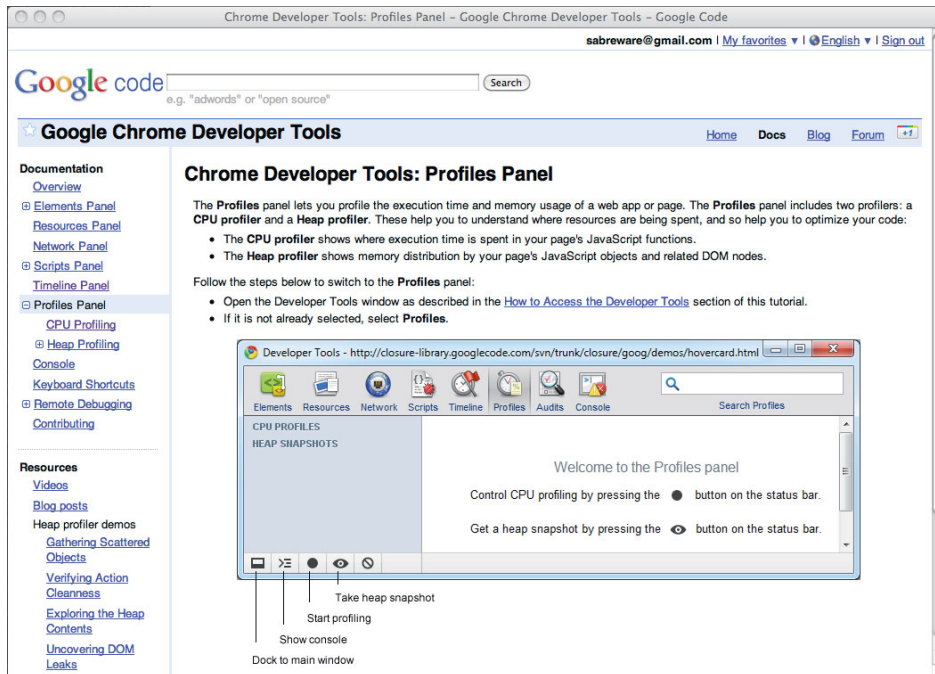 Chrome Developer Tools: Profiles Panel – Google Chrome Developer Tools – Google Code
sabreware@gmail.com | My favorites ▼ | English ▼ | Sign out
Google code
Search
e.g. "adwords" or "open source"
Google Chrome Developer Tools
Home Docs Blog Forum +1
Documentation
Overview
Elements Panel
Resources Panel
Network Panel
Scripts Panel
Timeline Panel
Profiles Panel
CPU Profiling
Heap Profiling
Console
Keyboard Shortcuts
Remote Debugging
Contributing
Resources
Videos
Blog posts
Heap profiler demos
Gathering Scattered
Objects
Verifying Action
Cleanness
Exploring the Heap
Contents
Uncovering DOM
Leaks
Chrome Developer Tools: Profiles Panel
The Profiles panel lets you profile the execution time and memory usage of a web app or page. The Profiles panel includes two profilers: a
CPU profiler and a Heap profiler. These help you to understand where resources are being spent, and so help you to optimize your code:
• The CPU profiler shows where execution time is spent in your page's JavaScript functions.
• The Heap profiler shows memory distribution by your page's JavaScript objects and related DOM nodes.
Follow the steps below to switch to the Profiles panel:
• Open the Developer Tools window as described in the How to Access the Developer Tools section of this tutorial.
• If it is not already selected, select Profiles.
Developer Tools - http://closure-library.googlecode.com/svn/trunk/closure/goog/demos/hovercard.html
Elements Resources Network Scripts Timeline Profiles Audits Console Search Profiles
CPU PROFILES
HEAP SNAPSHOTS
Welcome to the Profiles panel
Control CPU profiling by pressing the ● button on the status bar.
Get a heap snapshot by pressing the button on the status bar.
Take heap snapshot
Start profiling
Show console
Dock to main window